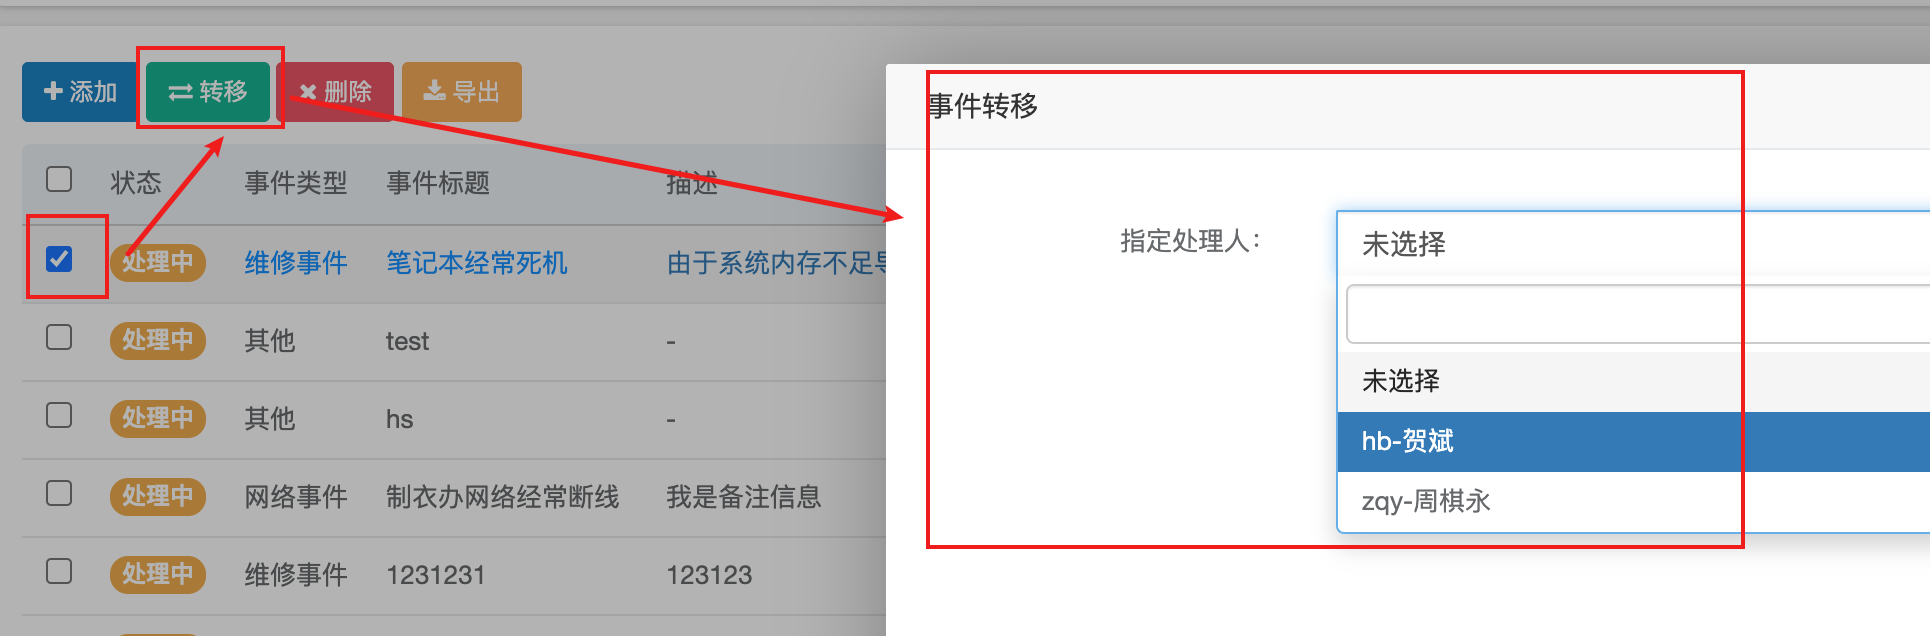 添加 转移 删除 导出
状态 事件类型 事件标题 描述
处理中 维修事件 笔记本经常死机 由于系统内存不足导
处理中 其他 test -
处理中 其他 hs -
处理中 网络事件 制衣办网络经常断线 我是备注信息
处理中 维修事件 1231231 123123
事件转移
指定处理人： 未选择
未选择
hb-贺斌
zqy-周棋永